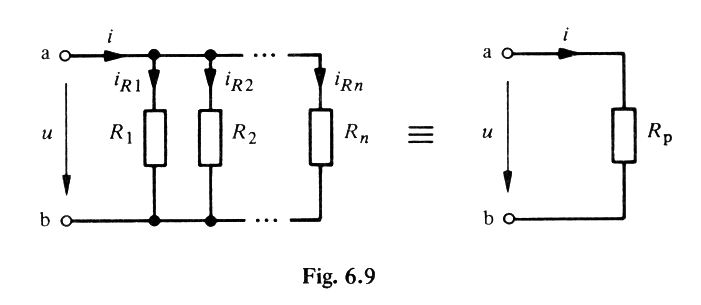 a i i_{R1} i_{R2} ... i_{Rn} a i
u R_1 R_2 R_n ≡ u R_p
b ... b
Fig. 6.9